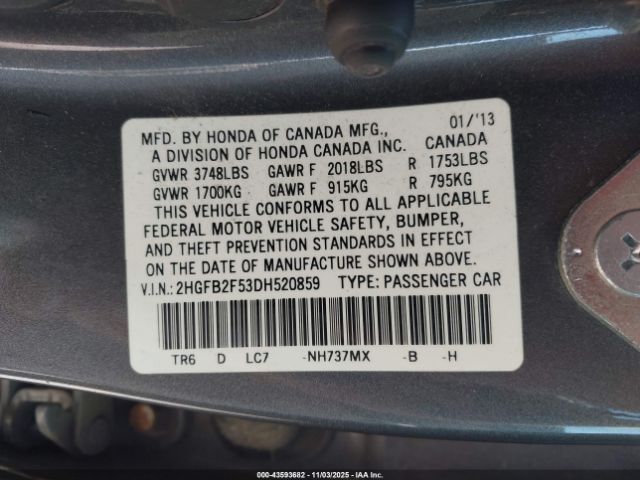 MFD. BY HONDA OF CANADA MFG., 01/'13
A DIVISION OF HONDA CANADA INC. CANADA
GVWR 3748LBS GAWR F 2018LBS R 1753LBS
GVWR 1700KG GAWR F 915KG R 795KG
THIS VEHICLE CONFORMS TO ALL APPLICABLE
FEDERAL MOTOR VEHICLE SAFETY, BUMPER,
AND THEFT PREVENTION STANDARDS IN EFFECT
ON THE DATE OF MANUFACTURE SHOWN ABOVE.
V.I.N.: 2HGFB2F53DH520859 TYPE: PASSENGER CAR
TR6 D LC7 -NH737MX -B -H
000-43593682 - 11/03/2025 - IAA Inc.